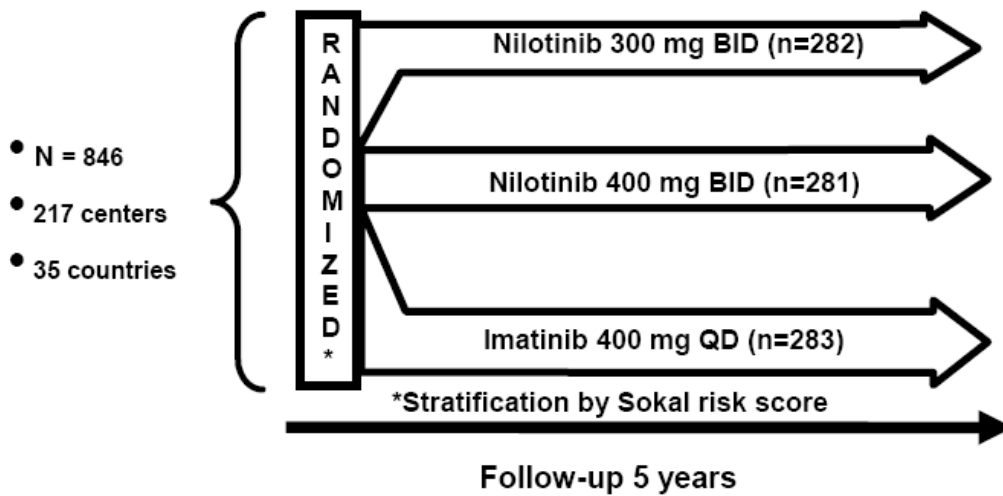 • N = 846
• 217 centers
• 35 countries
RANDOMIZED*
Nilotinib 300 mg BID (n=282)
Nilotinib 400 mg BID (n=281)
Imatinib 400 mg QD (n=283)
*Stratification by Sokal risk score
Follow-up 5 years